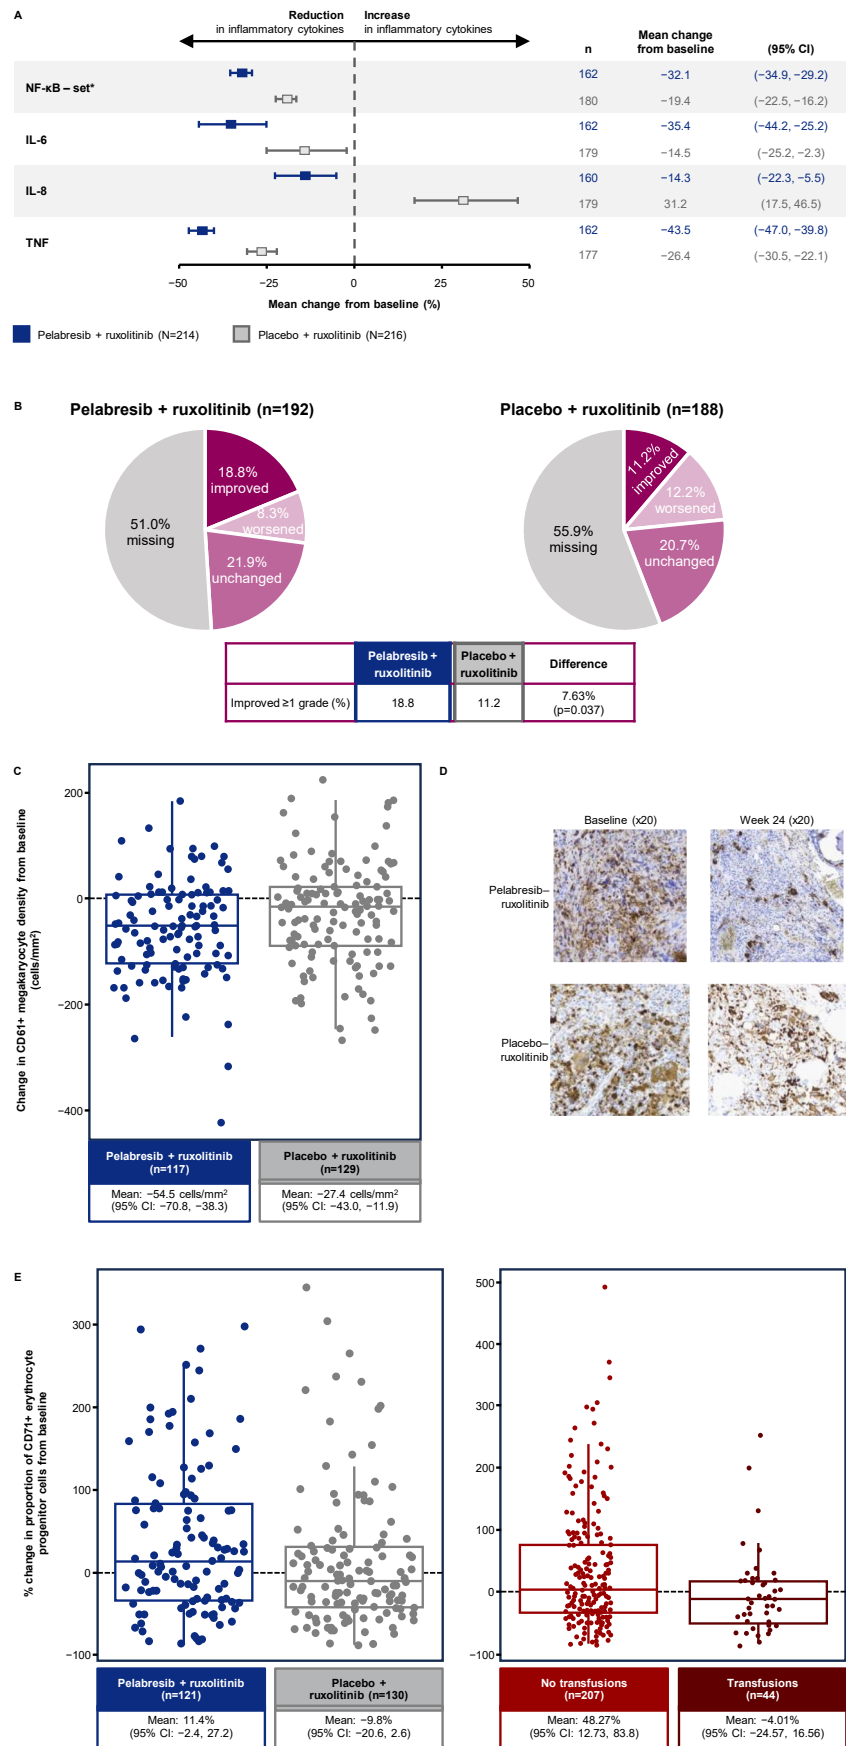 A
Reduction
in inflammatory cytokines
Increase
in inflammatory cytokines
n
Mean change
from baseline
(95% CI)
NF-κB – set*
162 −32.1 (−34.9, −29.2)
180 −19.4 (−22.5, −16.2)
IL-6
162 −35.4 (−44.2, −25.2)
179 −14.5 (−25.2, −2.3)
IL-8
160 −14.3 (−22.3, −5.5)
179 31.2 (17.5, 46.5)
TNF
162 −43.5 (−47.0, −39.8)
177 −26.4 (−30.5, −22.1)
−50 −25 0 25 50
Mean change from baseline (%)
Pelabresib + ruxolitinib (N=214)
Placebo + ruxolitinib (N=216)
B
Pelabresib + ruxolitinib (n=192)
18.8%
improved
8.3%
worsened
21.9%
unchanged
51.0%
missing
Placebo + ruxolitinib (n=188)
11.2%
improved
12.2%
worsened
20.7%
unchanged
55.9%
missing
Pelabresib +
ruxolitinib
Placebo +
ruxolitinib
Difference
Improved ≥1 grade (%)
18.8
11.2
7.63%
(p=0.037)
C
Change in CD61+ megakaryocyte density from baseline
(cells/mm²)
200
0
−200
−400
Pelabresib + ruxolitinib
(n=117)
Mean: −54.5 cells/mm²
(95% CI: −70.8, −38.3)
Placebo + ruxolitinib
(n=129)
Mean: −27.4 cells/mm²
(95% CI: −43.0, −11.9)
D
Baseline (x20)
Week 24 (x20)
Pelabresib–
ruxolitinib
Placebo–
ruxolitinib
E
% change in proportion of CD71+ erythrocyte
progenitor cells from baseline
300
200
100
0
−100
Pelabresib + ruxolitinib
(n=121)
Mean: 11.4%
(95% CI: −2.4, 27.2)
Placebo +
ruxolitinib (n=130)
Mean: −9.8%
(95% CI: −20.6, 2.6)
500
400
300
200
100
0
−100
No transfusions
(n=207)
Mean: 48.27%
(95% CI: 12.73, 83.8)
Transfusions
(n=44)
Mean: −4.01%
(95% CI: −24.57, 16.56)